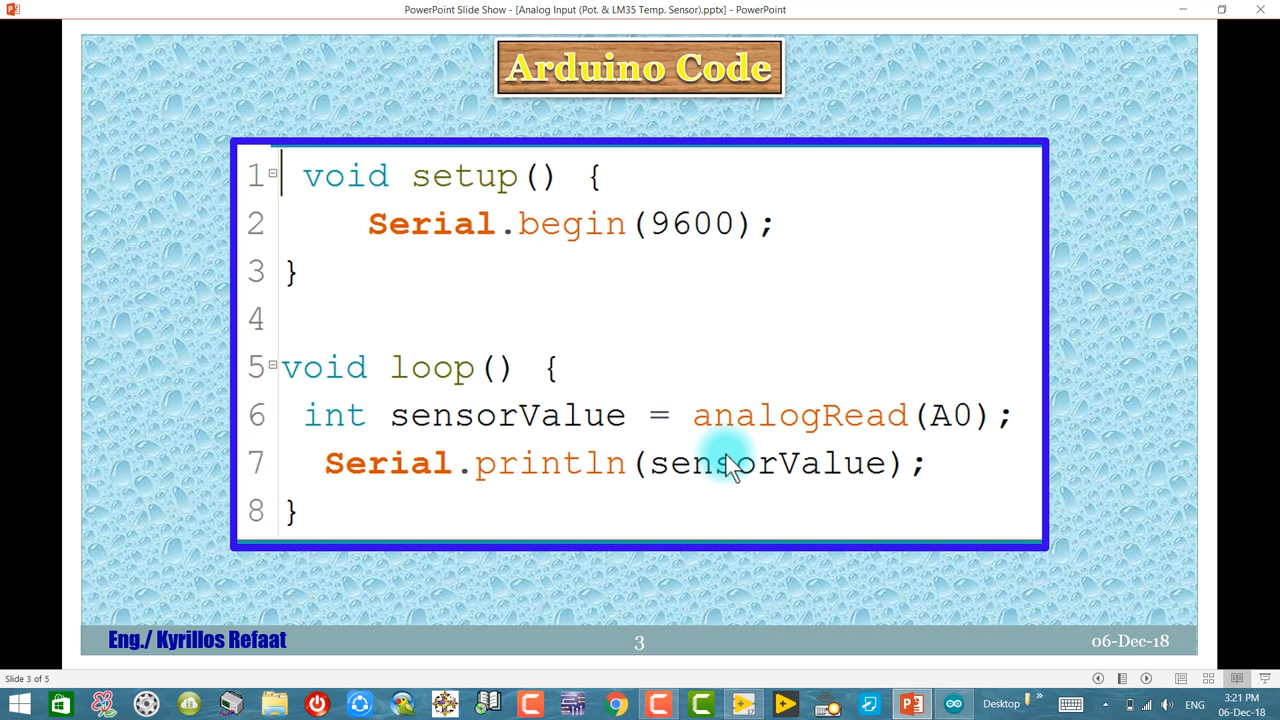 PowerPoint Slide Show - [Analog Input (Pot. & LM35 Temp. Sensor).pptx] - PowerPoint
Arduino Code
1 void setup() {
2 Serial.begin(9600);
3 }
4
5 void loop() {
6 int sensorValue = analogRead(A0);
7 Serial.println(sensorValue);
8 }
Eng./ Kyrillos Refaat
3
06-Dec-18
Slide 3 of 5
Desktop
ENG
3:21 PM
06-Dec-18